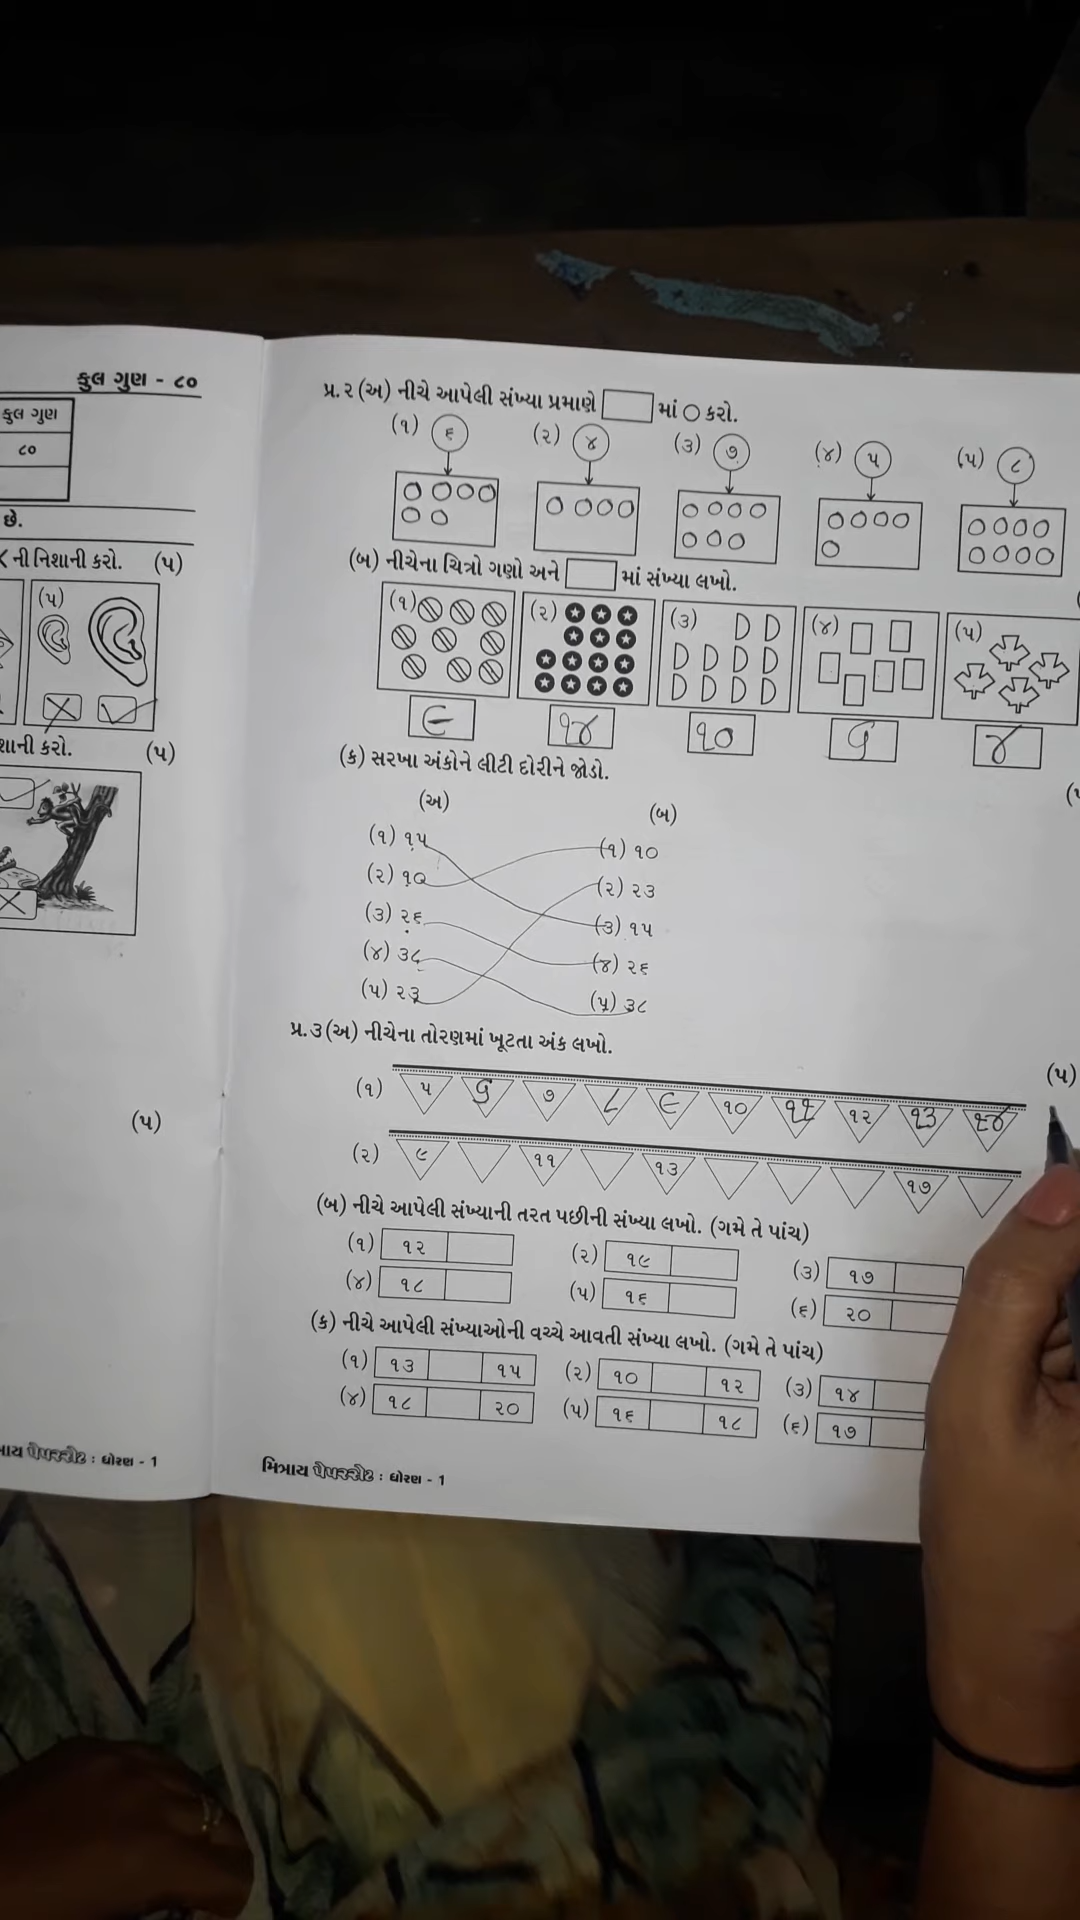 કુલ ગુણ - ૮૦
કુલ ગુણ
૮૦
છે.
ની નિશાની કરો. (૫)
(૫)
શાની કરો. (૫)
(૫)
પેપરસેટ : ધોરણ - 1
પ્ર.૨ (અ) નીચે આપેલી સંખ્યા પ્રમાણે માં ○ કરો.
(૧) ૬ (૨) ૪ (૩) ૭ (૪) ૫ (૫) ૮
(બ) નીચેના ચિત્રો ગણો અને માં સંખ્યા લખો.
(૧) (૨) (૩) (૪) (૫)
૯ ૧૪ ૧૦ ૬ ૪
(ક) સરખા અંકોને લીટી દોરીને જોડો.
(અ) (બ)
(૧) ૧૫ (૧) ૧૦
(૨) ૧૦ (૨) ૨૩
(૩) ૨૬ (૩) ૧૫
(૪) ૩૮ (૪) ૨૬
(૫) ૨૩ (૫) ૩૮
પ્ર.૩(અ) નીચેના તોરણમાં ખૂટતા અંક લખો. (૫)
(૧) ૫ ૬ ૭ ૮ ૯ ૧૦ ૧૧ ૧૨ ૧૩ ૧૪
(૨) ૯ ૧૧ ૧૩ ૧૭
(બ) નીચે આપેલી સંખ્યાની તરત પછીની સંખ્યા લખો. (ગમે તે પાંચ)
(૧) ૧૨ (૨) ૧૯ (૩) ૧૭
(૪) ૧૮ (૫) ૧૬ (૬) ૨૦
(ક) નીચે આપેલી સંખ્યાઓની વચ્ચે આવતી સંખ્યા લખો. (ગમે તે પાંચ)
(૧) ૧૩ ૧૫ (૨) ૧૦ ૧૨ (૩) ૧૪
(૪) ૧૮ ૨૦ (૫) ૧૬ ૧૮ (૬) ૧૭
મિત્રાય પેપરસેટ : ધોરણ - 1